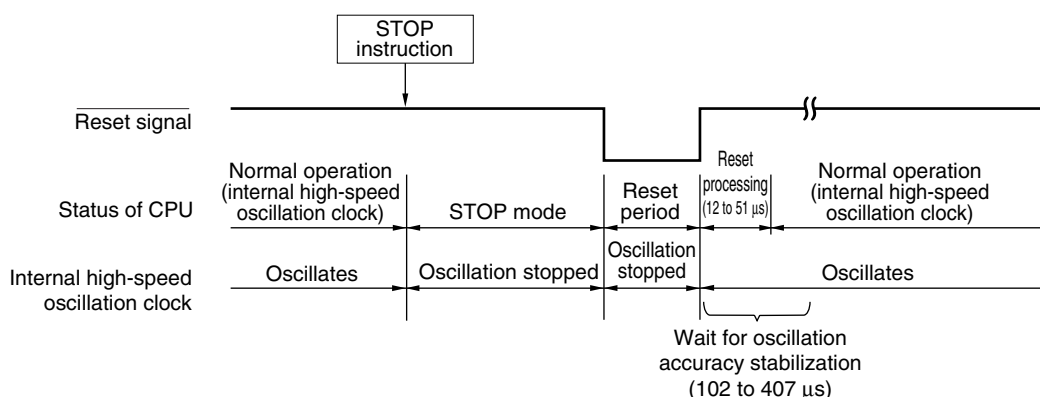 STOP
instruction
Reset signal
Normal operation
(internal high-speed
oscillation clock)
Status of CPU
STOP mode
Reset
period
Reset
processing
(12 to 51 μs)
Normal operation
(internal high-speed
oscillation clock)
Internal high-speed
oscillation clock
Oscillates
Oscillation stopped
Oscillation
stopped
Oscillates
Wait for oscillation
accuracy stabilization
(102 to 407 μs)